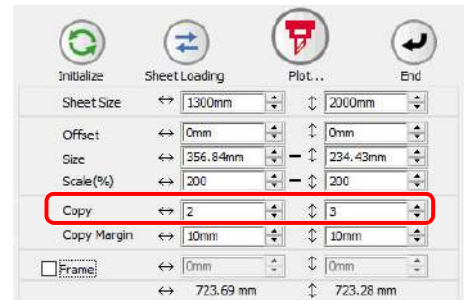 Initialize Sheet Loading Plot... End
Sheet Size ↔ 1300mm ↕ 2000mm
Offset ↔ 0mm ↕ 0mm
Size ↔ 356.84mm ↕ 234.43mm
Scale(%) ↔ 200 ↕ 200
Copy ↔ 2 ↕ 3
Copy Margin ↔ 10mm ↕ 10mm
Frame ↔ 0mm ↕ 0mm
↔ 723.69 mm ↕ 723.28 mm